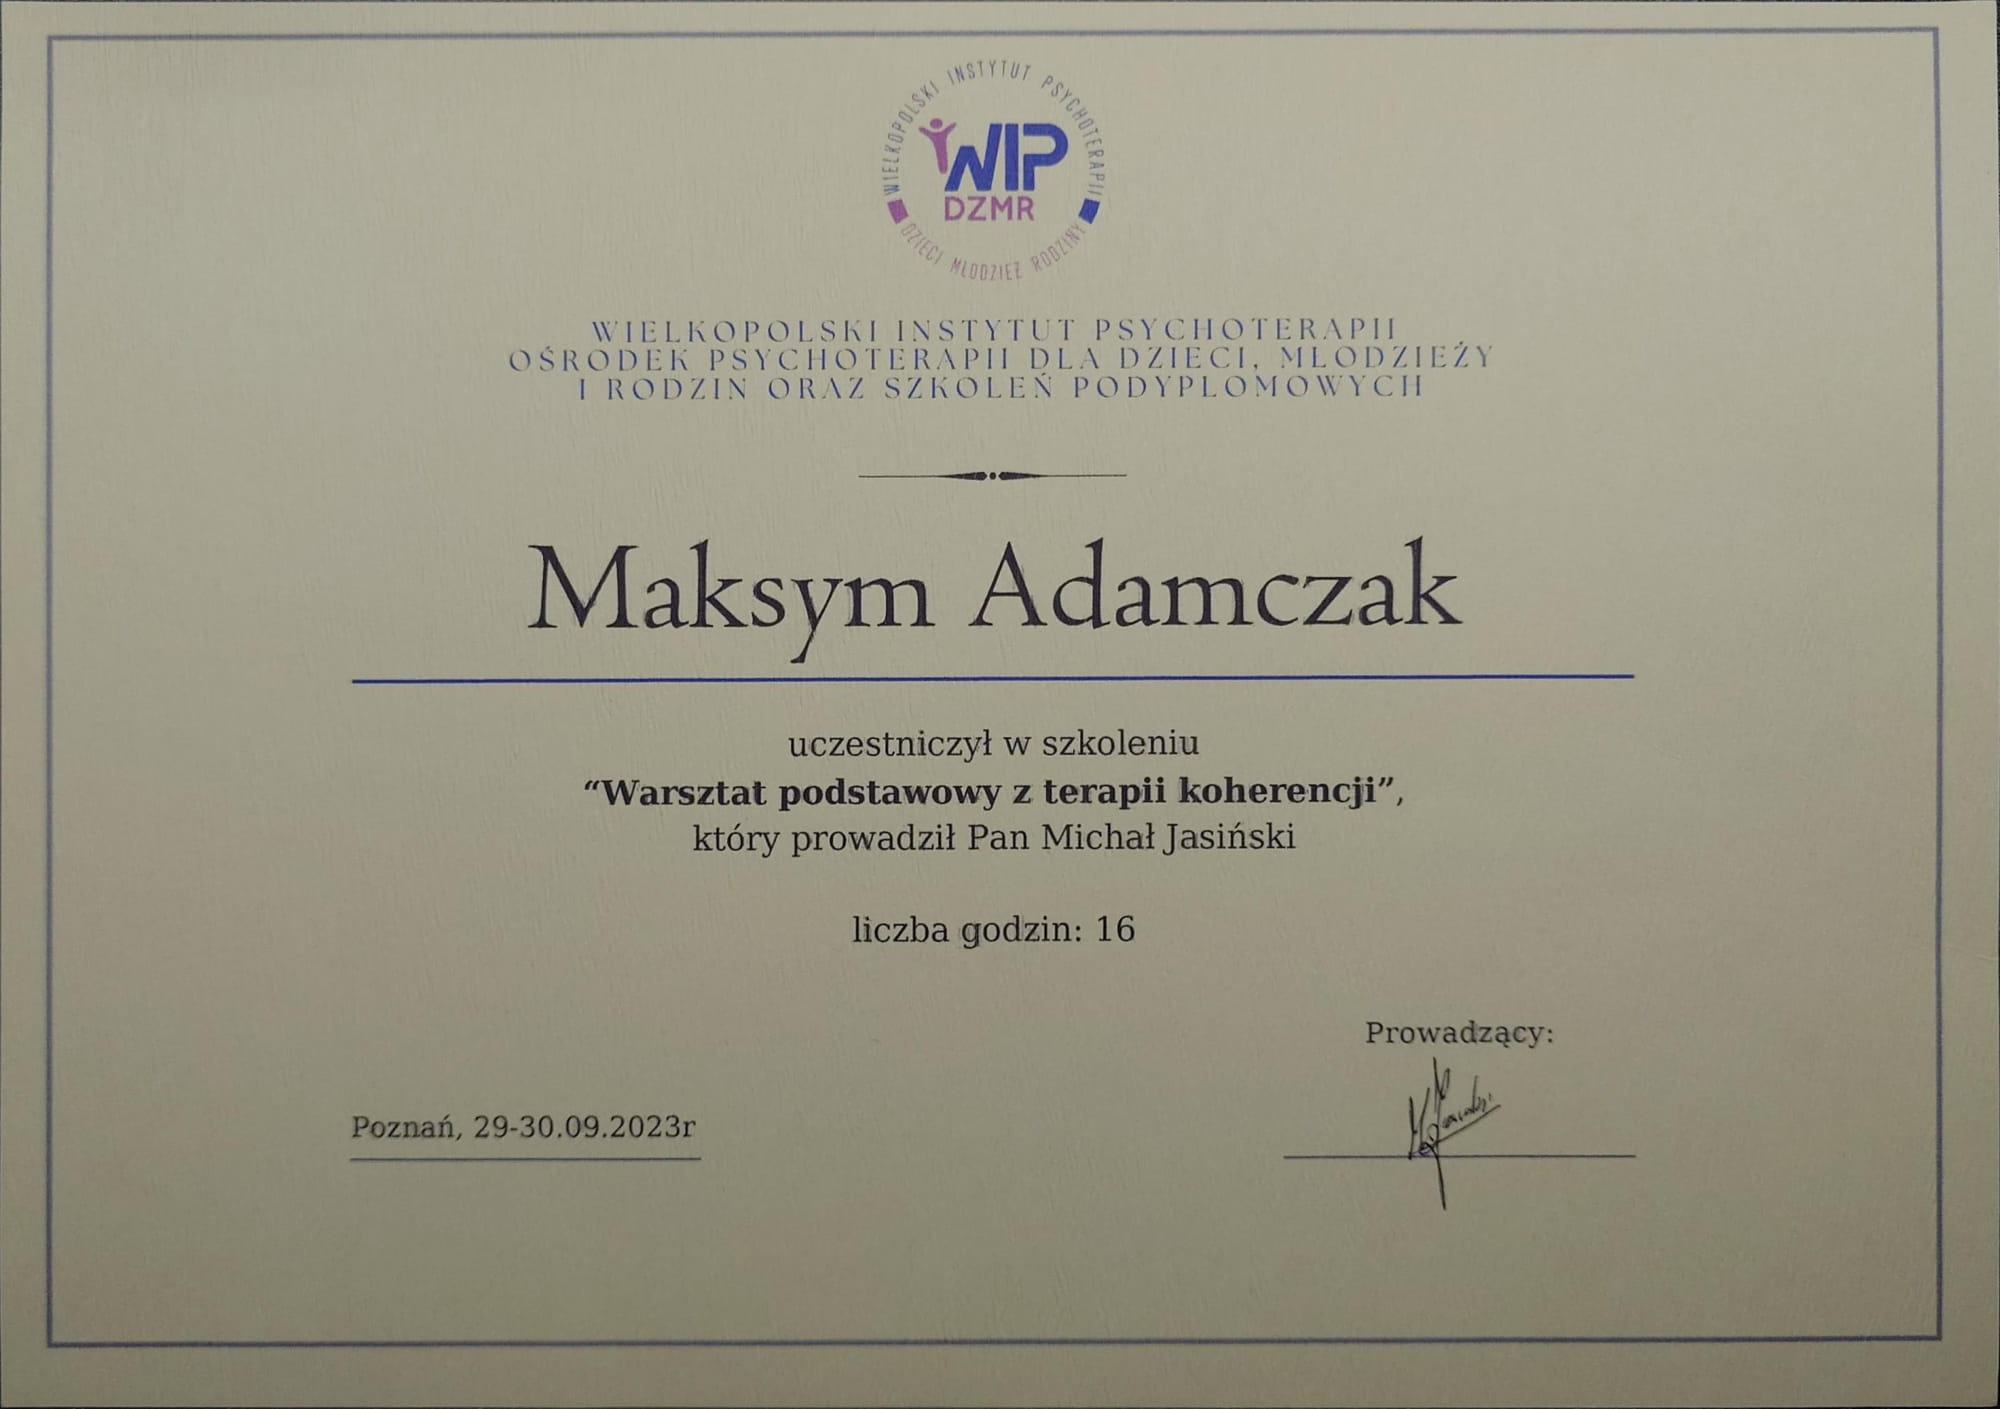 WIELKOPOLSKI INSTYTUT PSYCHOTERAPII
WIP
DZMR
DZIECI MŁODZIEŻ RODZINY
WIELKOPOLSKI INSTYTUT PSYCHOTERAPII
OŚRODEK PSYCHOTERAPII DLA DZIECI, MŁODZIEŻY
I RODZIN ORAZ SZKOLEŃ PODYPLOMOWYCH
Maksym Adamczak
uczestniczył w szkoleniu
“Warsztat podstawowy z terapii koherencji”,
który prowadził Pan Michał Jasiński
liczba godzin: 16
Prowadzący:
Poznań, 29-30.09.2023r